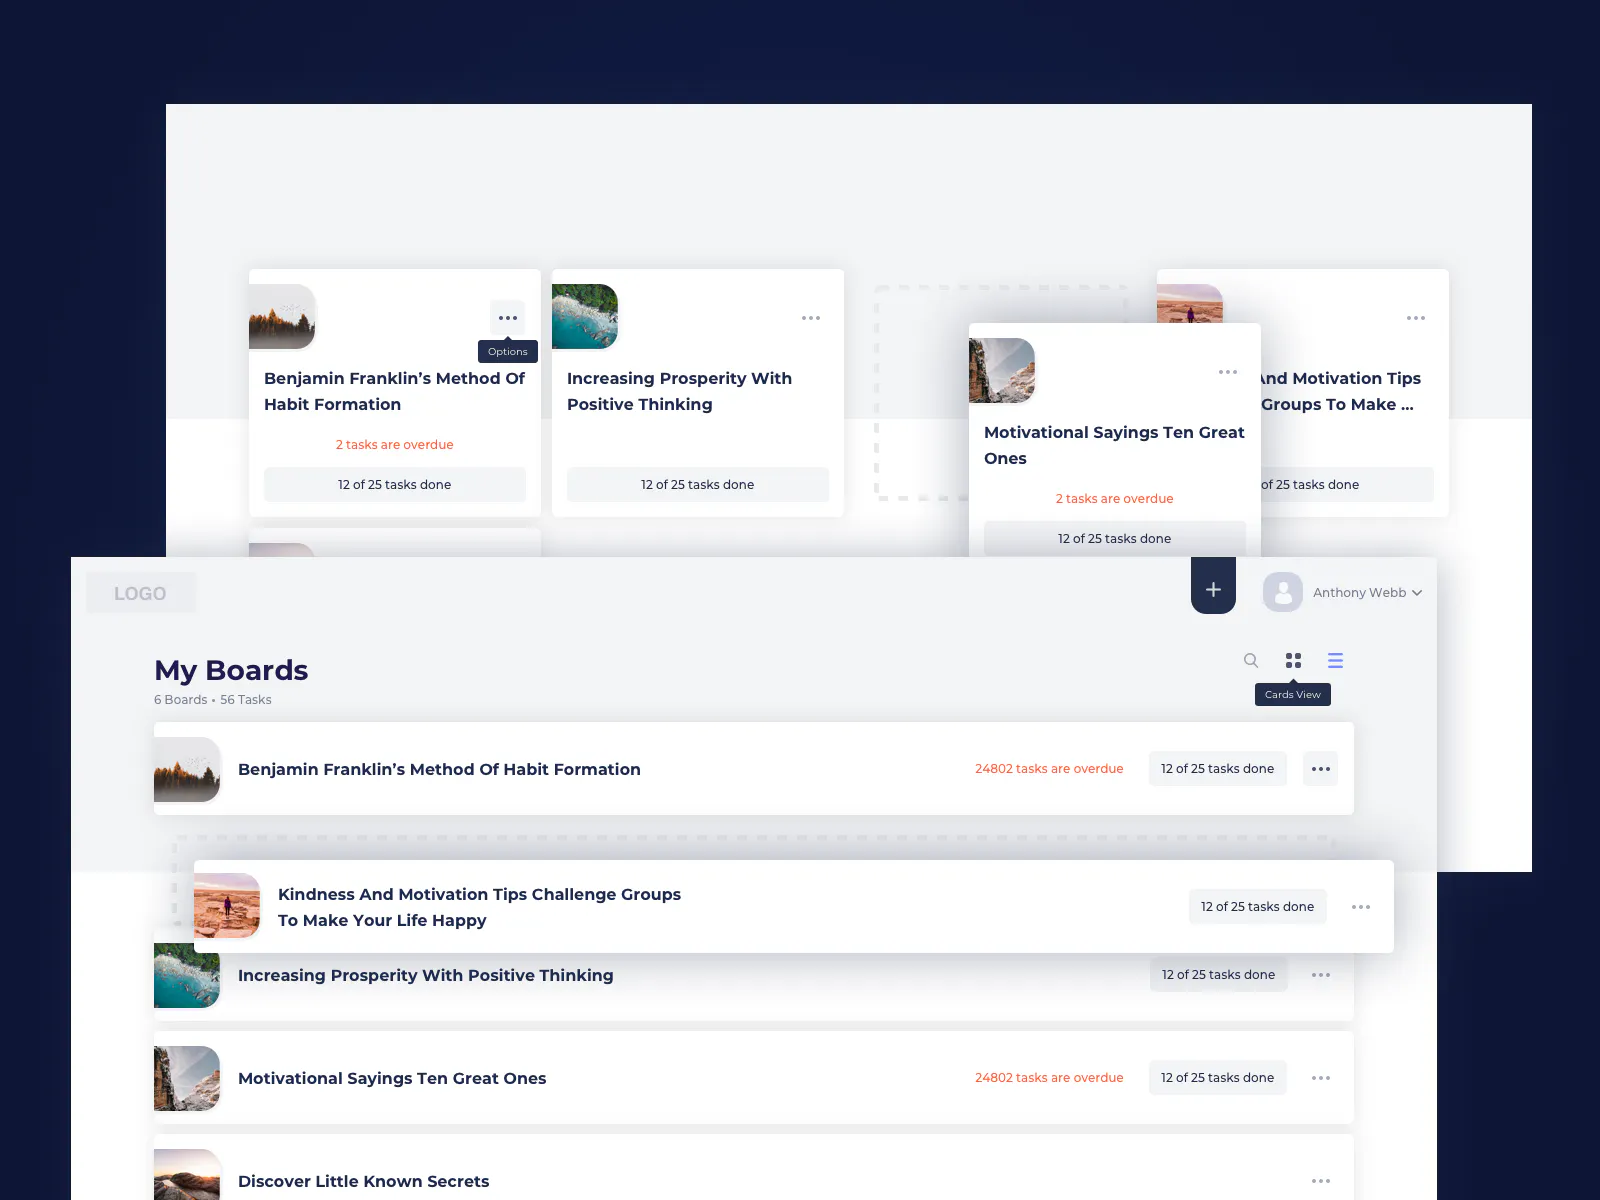 Options
Benjamin Franklin’s Method Of
Habit Formation
2 tasks are overdue
12 of 25 tasks done
Increasing Prosperity With
Positive Thinking
12 of 25 tasks done
Motivational Sayings Ten Great
Ones
2 tasks are overdue
12 of 25 tasks done
And Motivation Tips
Groups To Make ...
of 25 tasks done
LOGO
+
Anthony Webb
My Boards
6 Boards • 56 Tasks
Cards View
Benjamin Franklin’s Method Of Habit Formation
24802 tasks are overdue
12 of 25 tasks done
Kindness And Motivation Tips Challenge Groups
To Make Your Life Happy
12 of 25 tasks done
Increasing Prosperity With Positive Thinking
12 of 25 tasks done
Motivational Sayings Ten Great Ones
24802 tasks are overdue
12 of 25 tasks done
Discover Little Known Secrets